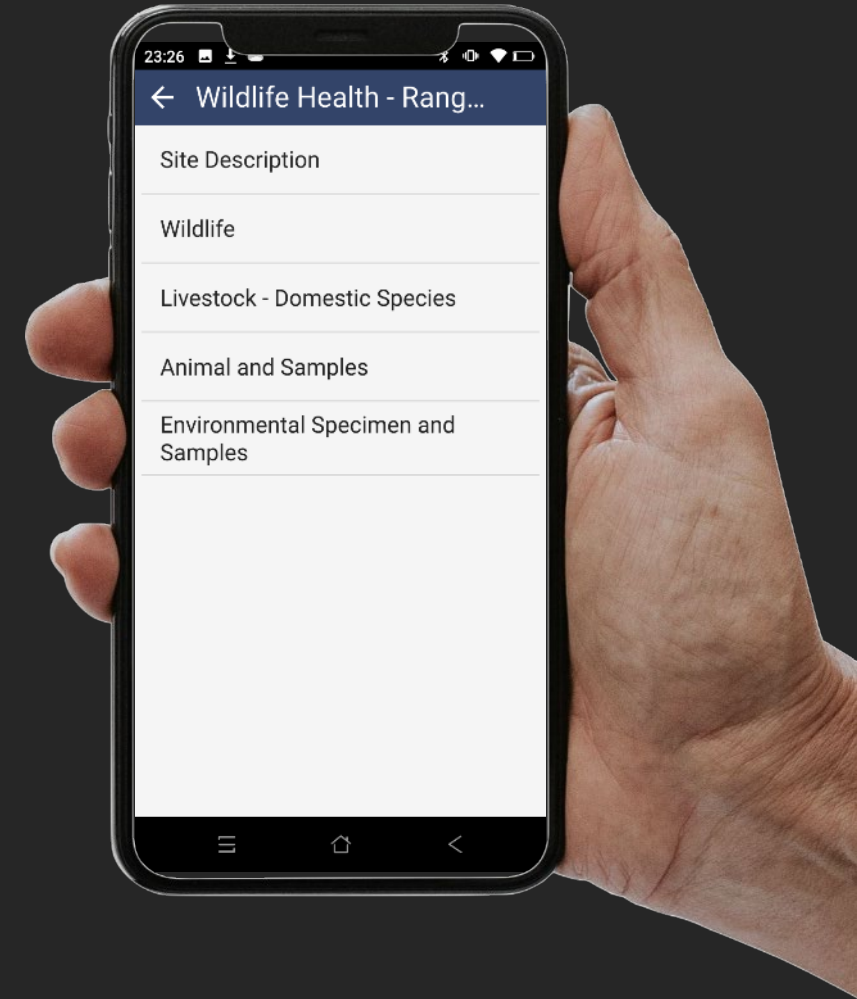 23:26
Wildlife Health - Rang...
Site Description
Wildlife
Livestock - Domestic Species
Animal and Samples
Environmental Specimen and
Samples